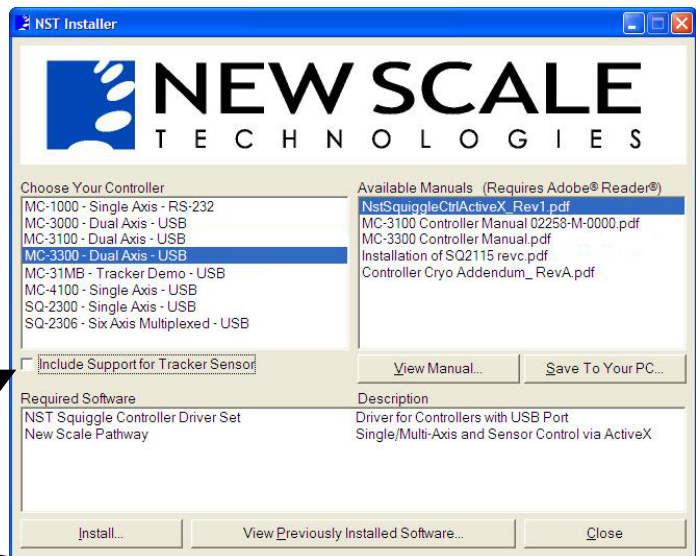 NST Installer
NEW SCALE
TECHNOLOGIES
Choose Your Controller
MC-1000 - Single Axis - RS-232
MC-3000 - Dual Axis - USB
MC-3100 - Dual Axis - USB
MC-3300 - Dual Axis - USB
MC-31MB - Tracker Demo - USB
MC-4100 - Single Axis - USB
SQ-2300 - Single Axis - USB
SQ-2306 - Six Axis Multiplexed - USB
Include Support for Tracker Sensor
Available Manuals (Requires Adobe® Reader®)
NstSquiggleCtrlActiveX_Rev1.pdf
MC-3100 Controller Manual 02258-M-0000.pdf
MC-3300 Controller Manual.pdf
Installation of SQ2115 revc.pdf
Controller Cryo Addendum_ RevA.pdf
View Manual... Save To Your PC...
Required Software Description
NST Squiggle Controller Driver Set Driver for Controllers with USB Port
New Scale Pathway Single/Multi-Axis and Sensor Control via ActiveX
Install... View Previously Installed Software... Close